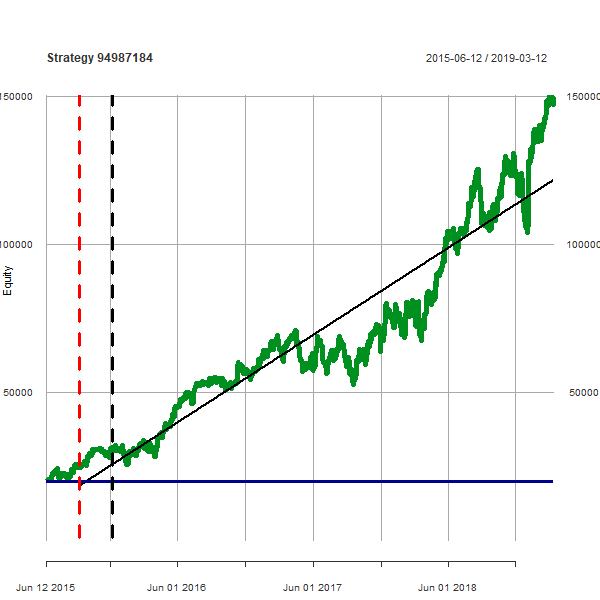 Strategy 94987184
2015-06-12 / 2019-03-12
150000
150000
100000
100000
Equity
50000
50000
Jun 12 2015
Jun 01 2016
Jun 01 2017
Jun 01 2018